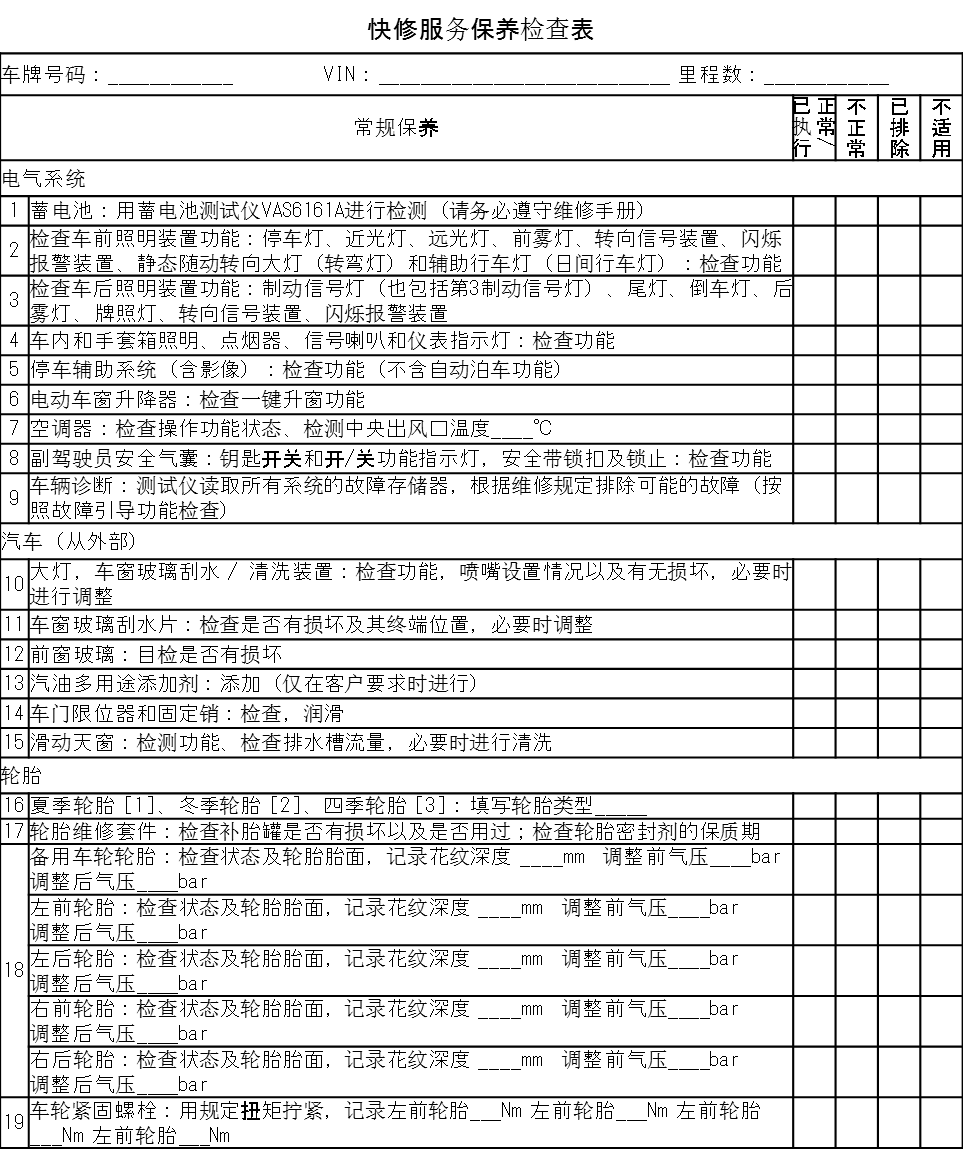 快修服务保养检查表
车牌号码：____________ VIN：____________________________ 里程数：____________
常规保养
正常/已执行
不正常
已排除
不适用
电气系统
1 蓄电池：用蓄电池测试仪VAS6161A进行检测（请务必遵守维修手册）
2 检查车前照明装置功能：停车灯、近光灯、远光灯、前雾灯、转向信号装置、闪烁
报警装置、静态随动转向大灯（转弯灯）和辅助行车灯（日间行车灯）：检查功能
3 检查车后照明装置功能：制动信号灯（也包括第3制动信号灯）、尾灯、倒车灯、后
雾灯、牌照灯、转向信号装置、闪烁报警装置
4 车内和手套箱照明、点烟器、信号喇叭和仪表指示灯：检查功能
5 停车辅助系统（含影像）：检查功能（不含自动泊车功能）
6 电动车窗升降器：检查一键升窗功能
7 空调器：检查操作功能状态、检测中央出风口温度____℃
8 副驾驶员安全气囊：钥匙开关和开/关功能指示灯，安全带锁扣及锁止：检查功能
9 车辆诊断：测试仪读取所有系统的故障存储器，根据维修规定排除可能的故障（按
照故障引导功能检查）
汽车（从外部）
10 大灯，车窗玻璃刮水 / 清洗装置：检查功能，喷嘴设置情况以及有无损坏，必要时
进行调整
11 车窗玻璃刮水片：检查是否有损坏及其终端位置，必要时调整
12 前窗玻璃：目检是否有损坏
13 汽油多用途添加剂：添加（仅在客户要求时进行）
14 车门限位器和固定销：检查，润滑
15 滑动天窗：检测功能、检查排水槽流量，必要时进行清洗
轮胎
16 夏季轮胎［1］、冬季轮胎［2］、四季轮胎［3］：填写轮胎类型_____
17 轮胎维修套件：检查补胎罐是否有损坏以及是否用过；检查轮胎密封剂的保质期
18 备用车轮轮胎：检查状态及轮胎胎面，记录花纹深度 ____mm 调整前气压____bar
调整后气压____bar
左前轮胎：检查状态及轮胎胎面，记录花纹深度 ____mm 调整前气压____bar
调整后气压____bar
左后轮胎：检查状态及轮胎胎面，记录花纹深度 ____mm 调整前气压____bar
调整后气压____bar
右前轮胎：检查状态及轮胎胎面，记录花纹深度 ____mm 调整前气压____bar
调整后气压____bar
右后轮胎：检查状态及轮胎胎面，记录花纹深度 ____mm 调整前气压____bar
调整后气压____bar
19 车轮紧固螺栓：用规定扭矩拧紧，记录左前轮胎___Nm 左前轮胎___Nm 左前轮胎
___Nm 左前轮胎___Nm